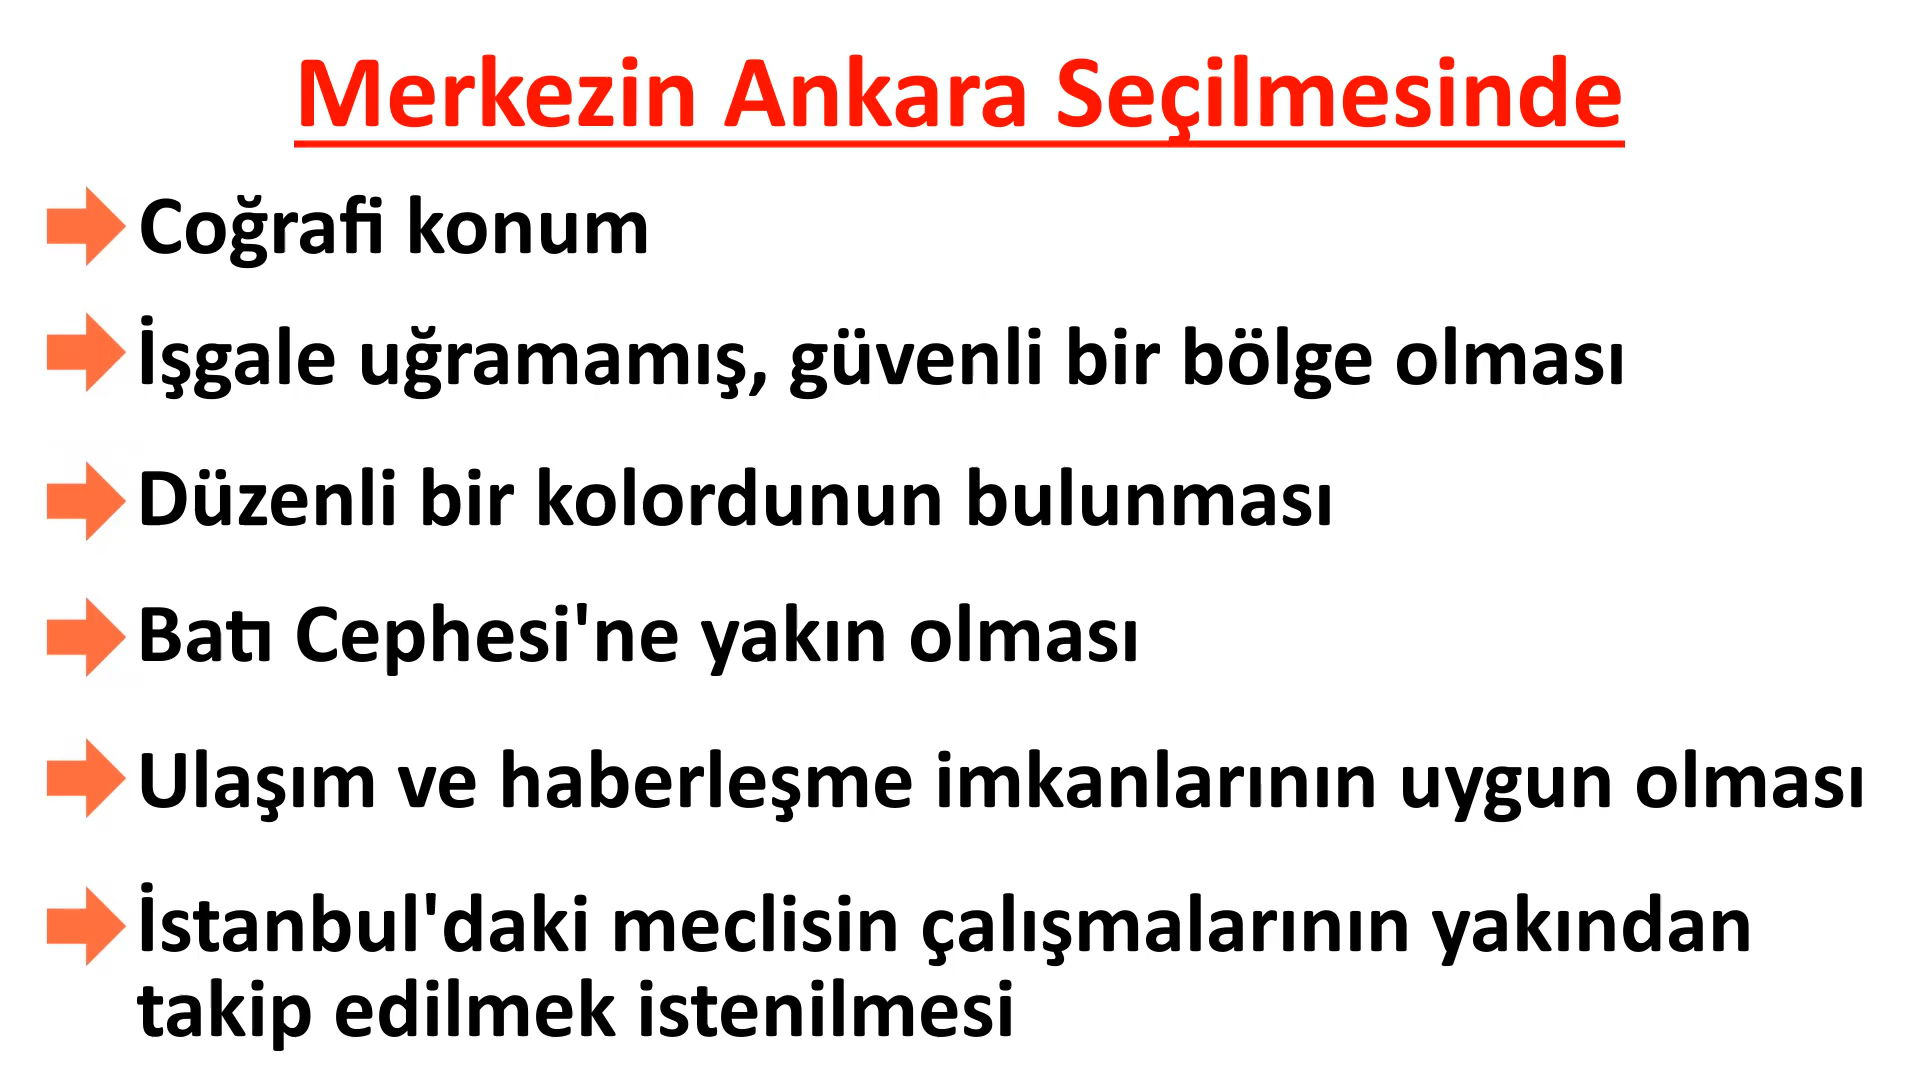 Merkezin Ankara Seçilmesinde
Coğrafi konum
İşgale uğramamış, güvenli bir bölge olması
Düzenli bir kolordunun bulunması
Batı Cephesi'ne yakın olması
Ulaşım ve haberleşme imkanlarının uygun olması
İstanbul'daki meclisin çalışmalarının yakından
takip edilmek istenilmesi